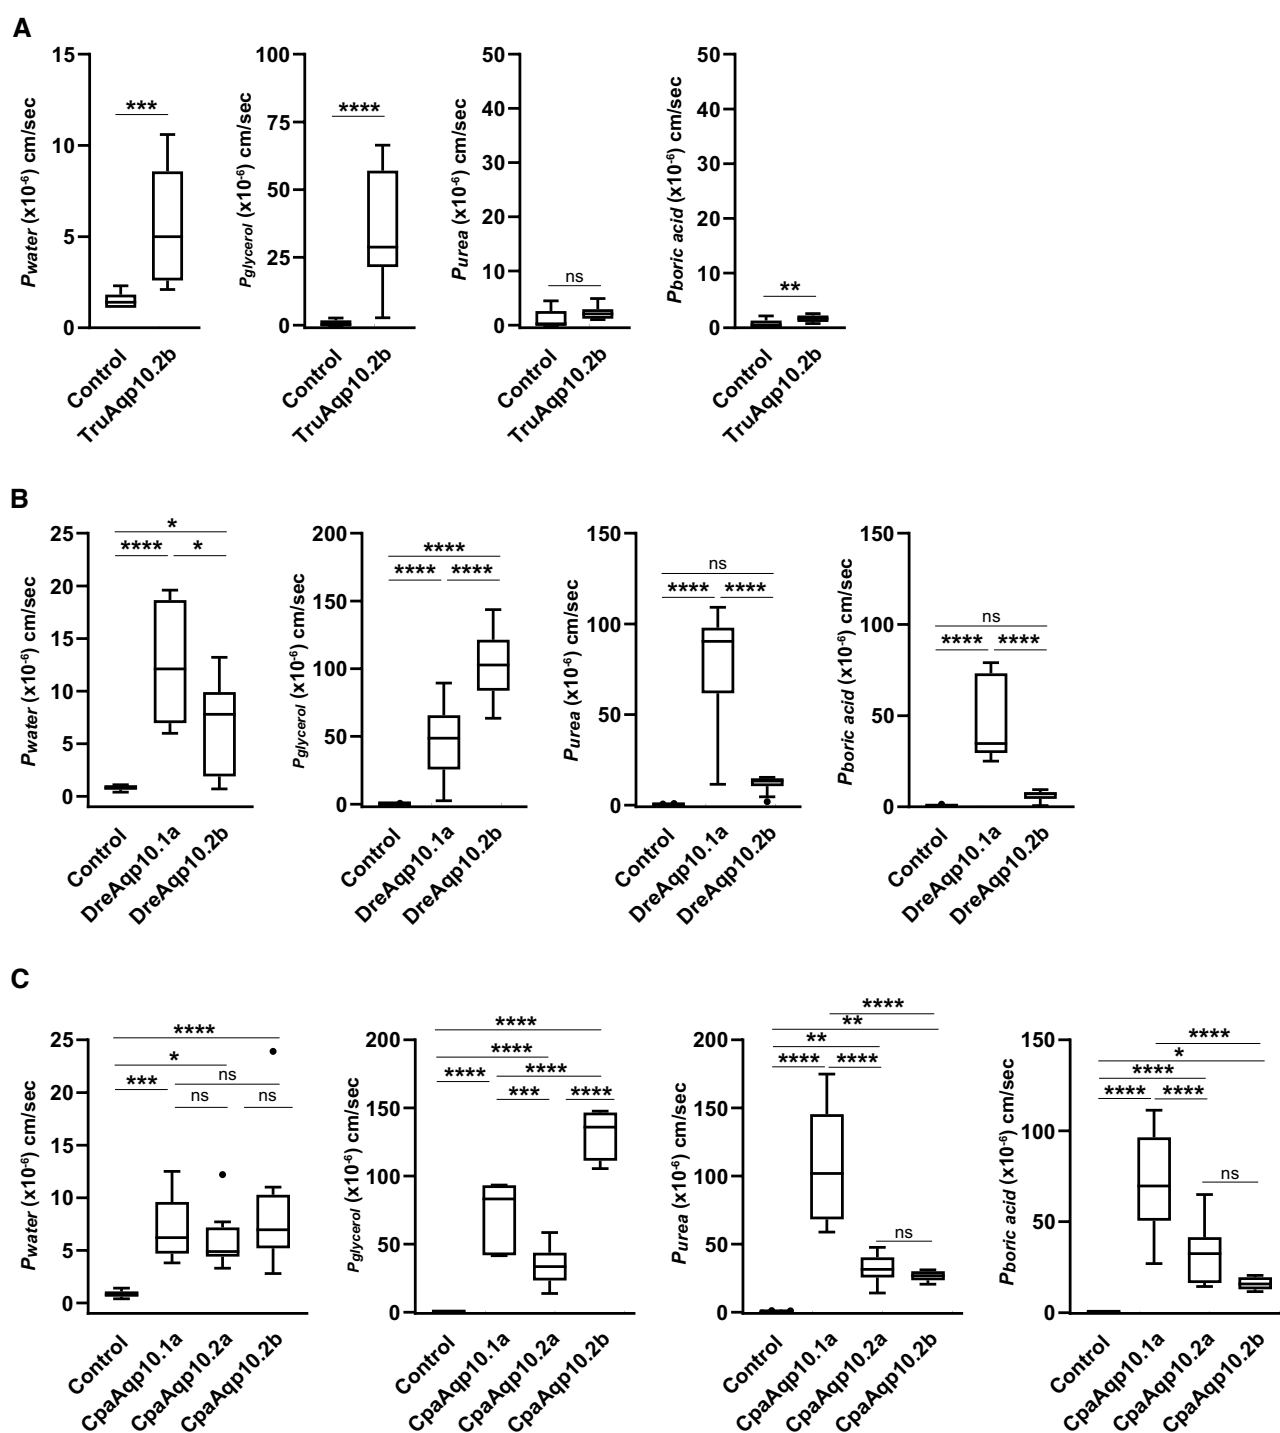 A
Pwater (x10-6) cm/sec
15
10
5
0
***
Control
TruAqp10.2b
Pglycerol (x10-6) cm/sec
100
75
50
25
0
****
Control
TruAqp10.2b
Purea (x10-6) cm/sec
50
40
30
20
10
0
ns
Control
TruAqp10.2b
Pboric acid (x10-6) cm/sec
50
40
30
20
10
0
**
Control
TruAqp10.2b
B
Pwater (x10-6) cm/sec
25
20
15
10
5
0
*
**** *
Control
DreAqp10.1a
DreAqp10.2b
Pglycerol (x10-6) cm/sec
200
150
100
50
0
****
**** ****
Control
DreAqp10.1a
DreAqp10.2b
Purea (x10-6) cm/sec
150
100
50
0
ns
**** ****
Control
DreAqp10.1a
DreAqp10.2b
Pboric acid (x10-6) cm/sec
150
100
50
0
ns
**** ****
Control
DreAqp10.1a
DreAqp10.2b
C
Pwater (x10-6) cm/sec
25
20
15
10
5
0
****
*
ns
***
ns ns
Control
CpaAqp10.1a
CpaAqp10.2a
CpaAqp10.2b
Pglycerol (x10-6) cm/sec
200
150
100
50
0
****
****
**** ****
*** ****
Control
CpaAqp10.1a
CpaAqp10.2a
CpaAqp10.2b
Purea (x10-6) cm/sec
200
150
100
50
0
****
**
**
**** ****
ns
Control
CpaAqp10.1a
CpaAqp10.2a
CpaAqp10.2b
Pboric acid (x10-6) cm/sec
150
100
50
0
****
*
****
**** ****
ns
Control
CpaAqp10.1a
CpaAqp10.2a
CpaAqp10.2b